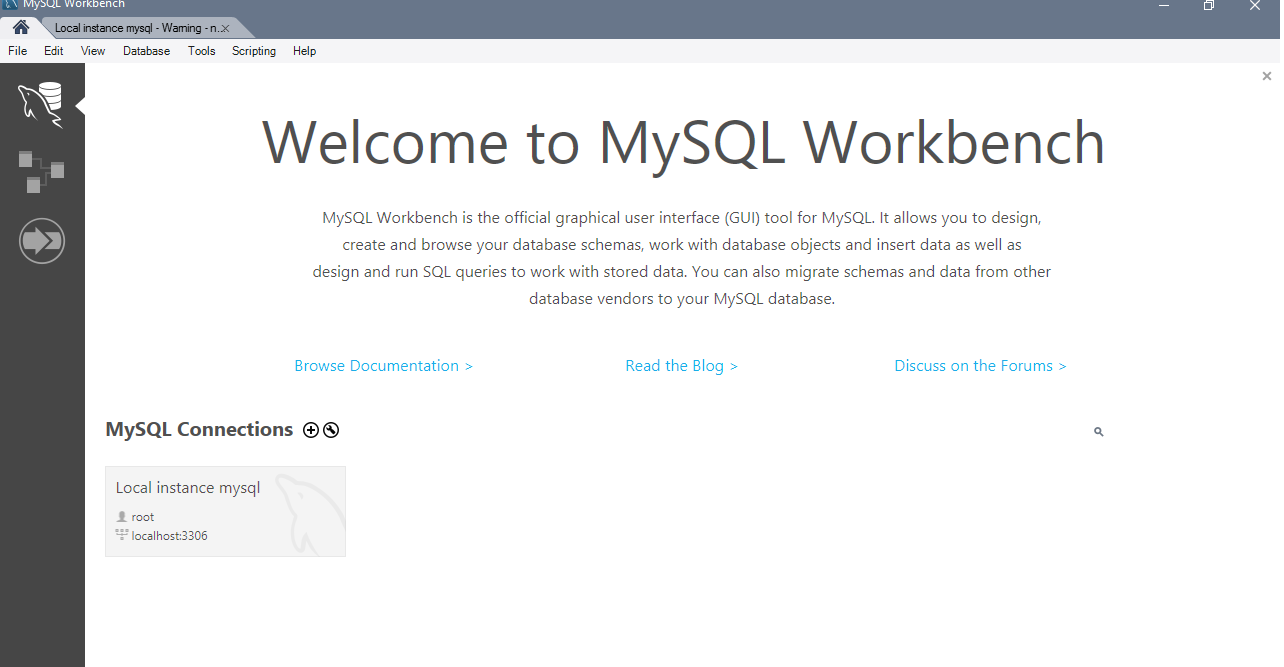 MySQL Workbench
Local instance mysql - Warning - n...
File Edit View Database Tools Scripting Help
Welcome to MySQL Workbench
MySQL Workbench is the official graphical user interface (GUI) tool for MySQL. It allows you to design,
create and browse your database schemas, work with database objects and insert data as well as
design and run SQL queries to work with stored data. You can also migrate schemas and data from other
database vendors to your MySQL database.
Browse Documentation > Read the Blog > Discuss on the Forums >
MySQL Connections
Local instance mysql
root
localhost:3306